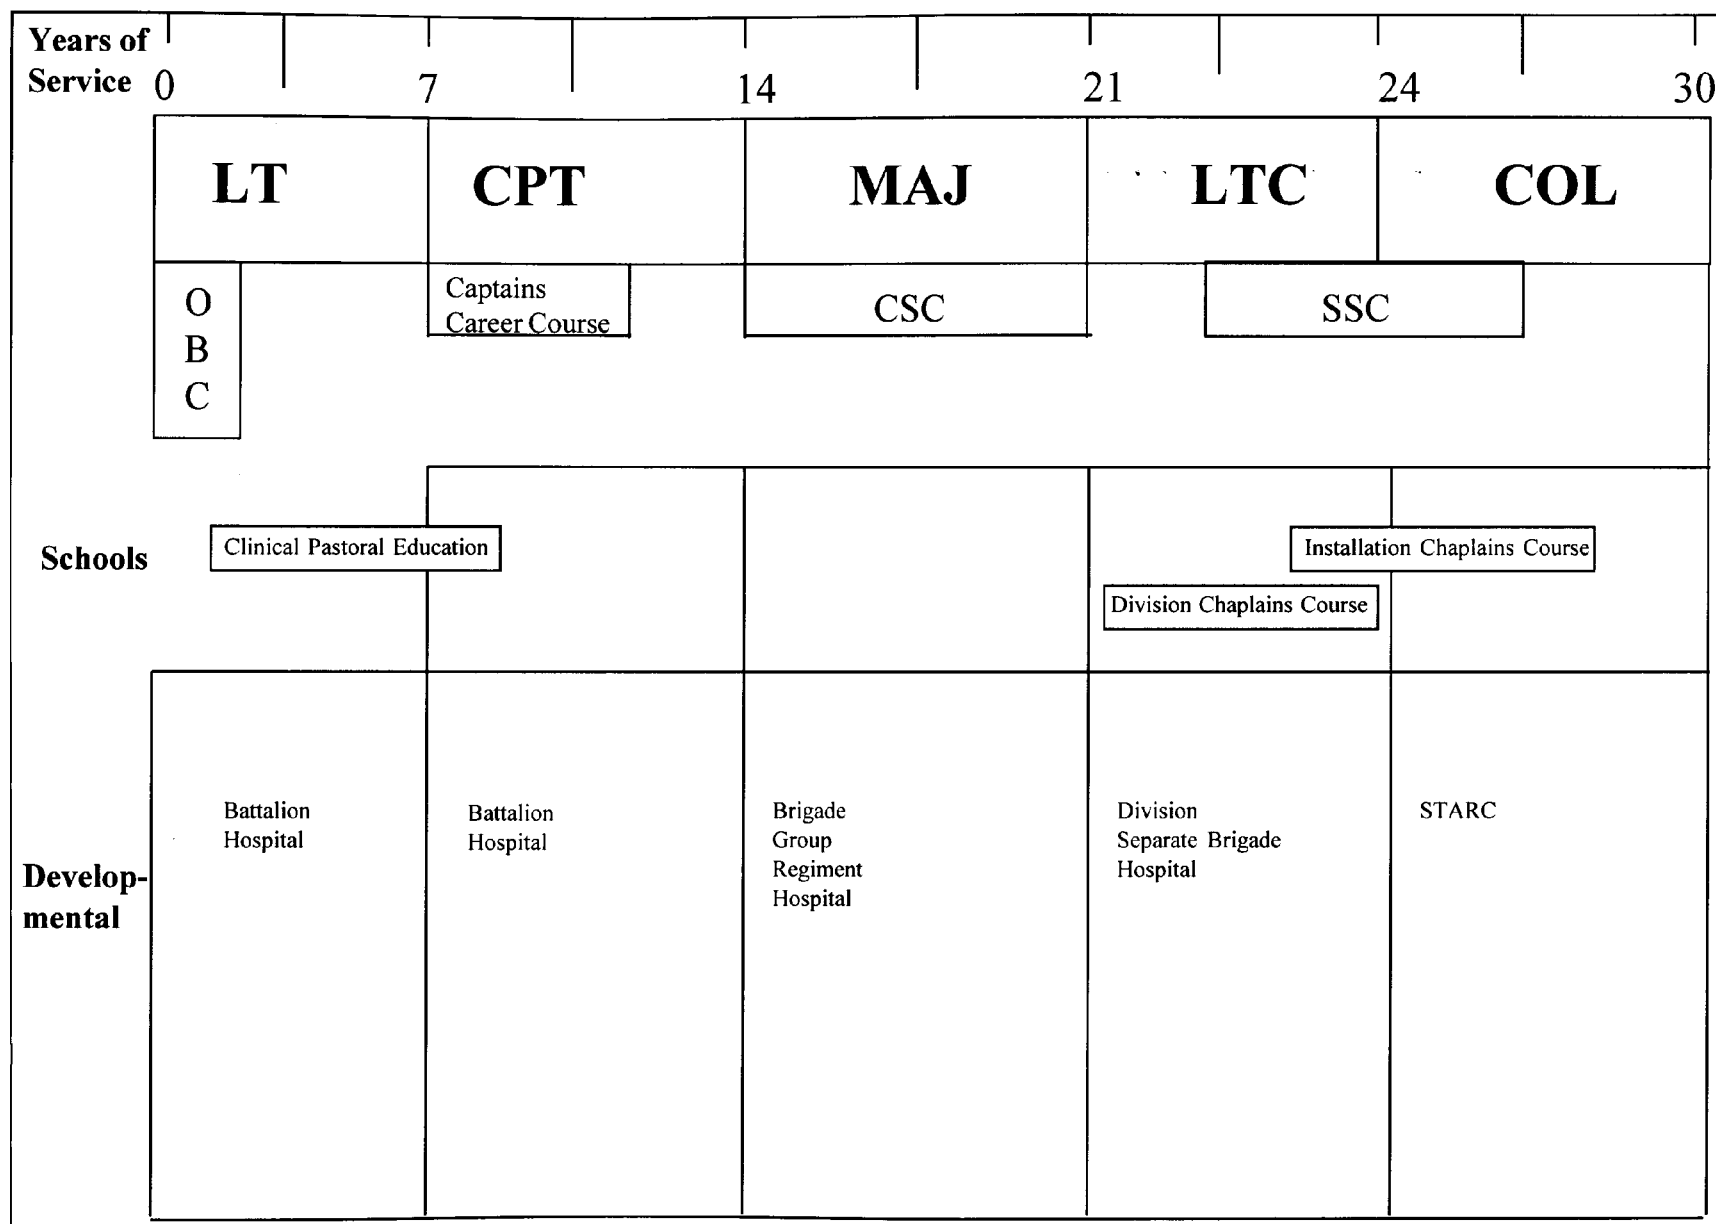 Years of
Service 0 7 14 21 24 30
LT CPT MAJ LTC COL
O
B
C
Captains
Career Course
CSC
SSC
Schools
Clinical Pastoral Education
Installation Chaplains Course
Division Chaplains Course
Develop-
mental
Battalion
Hospital
Battalion
Hospital
Brigade
Group
Regiment
Hospital
Division
Separate Brigade
Hospital
STARC